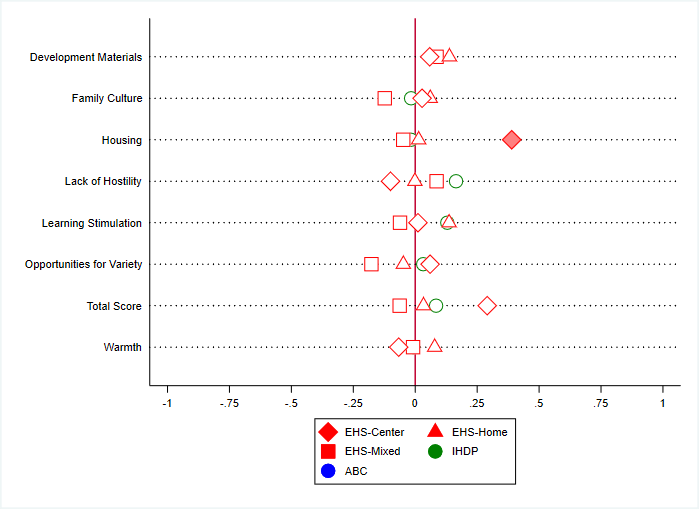 Development Materials
Family Culture
Housing
Lack of Hostility
Learning Stimulation
Opportunities for Variety
Total Score
Warmth
-1 -.75 -.5 -.25 0 .25 .5 .75 1
EHS-Center EHS-Home
EHS-Mixed IHDP
ABC